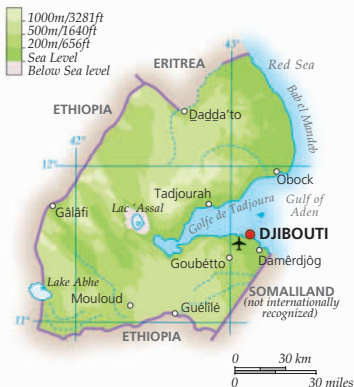 1000m/3281ft
500m/1640ft
200m/656ft
Sea Level
Below Sea level
43°
ERITREA
Red Sea
Bab el Mandeb
ETHIOPIA
Dadda'to
42°
12°
Obock
Tadjourah
Gulf of
Aden
Gâlâfi
Lac 'Assal
Golfe de Tadjoura
DJIBOUTI
Goubétto
Damêrdjôg
Lake Abhe
SOMALILAND
(not internationally
recognized)
Mouloud
Guélîlé
11°
ETHIOPIA
0 30 km
0 30 miles